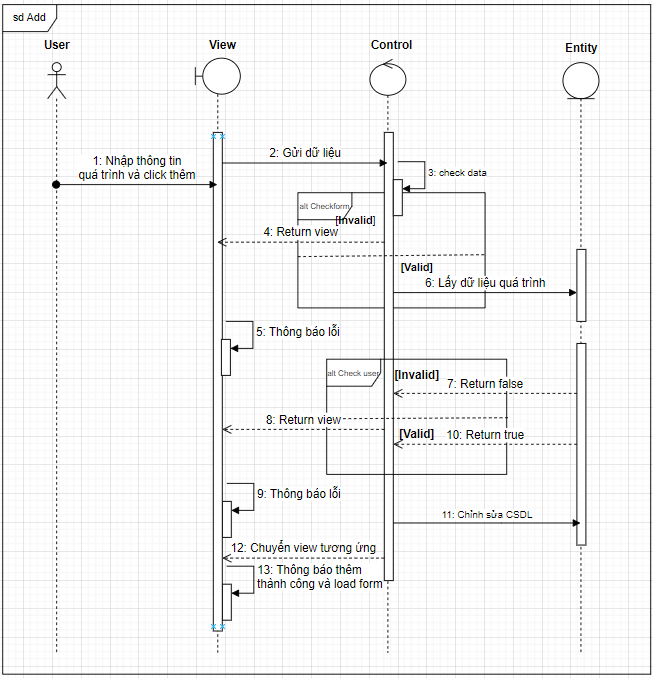 sd Add
User
View
Control
Entity
1: Nhập thông tin
quá trình và click thêm
2: Gửi dữ liệu
3: check data
alt Checkform
[Invalid]
4: Return view
[Valid]
6: Lấy dữ liệu quá trình
5: Thông báo lỗi
alt Check user
[Invalid]
7: Return false
8: Return view
[Valid]
10: Return true
9: Thông báo lỗi
11: Chỉnh sửa CSDL
12: Chuyển view tương ứng
13: Thông báo thêm
thành công và load form